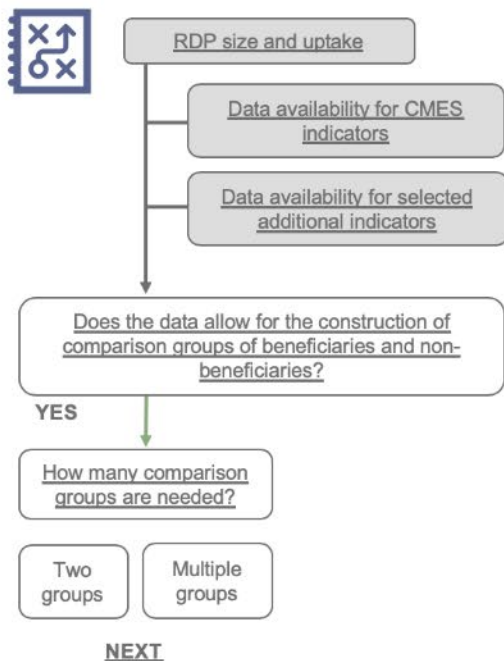 RDP size and uptake
Data availability for CMES
indicators
Data availability for selected
additional indicators
Does the data allow for the construction of
comparison groups of beneficiaries and non-
beneficiaries?
YES
How many comparison
groups are needed?
Two
groups
Multiple
groups
NEXT